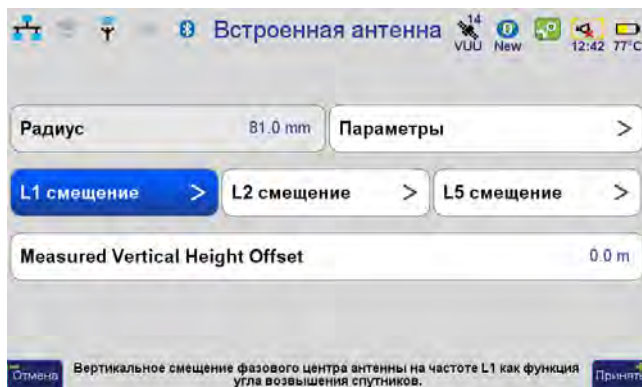 Встроенная антенна
14
VUU
New
12:42
77°C
Радиус 81.0 mm
Параметры >
L1 смещение >
L2 смещение >
L5 смещение >
Measured Vertical Height Offset 0.0 m
Отмена
Вертикальное смещение фазового центра антенны на частоте L1 как функция
угла возвышения спутников.
Принять